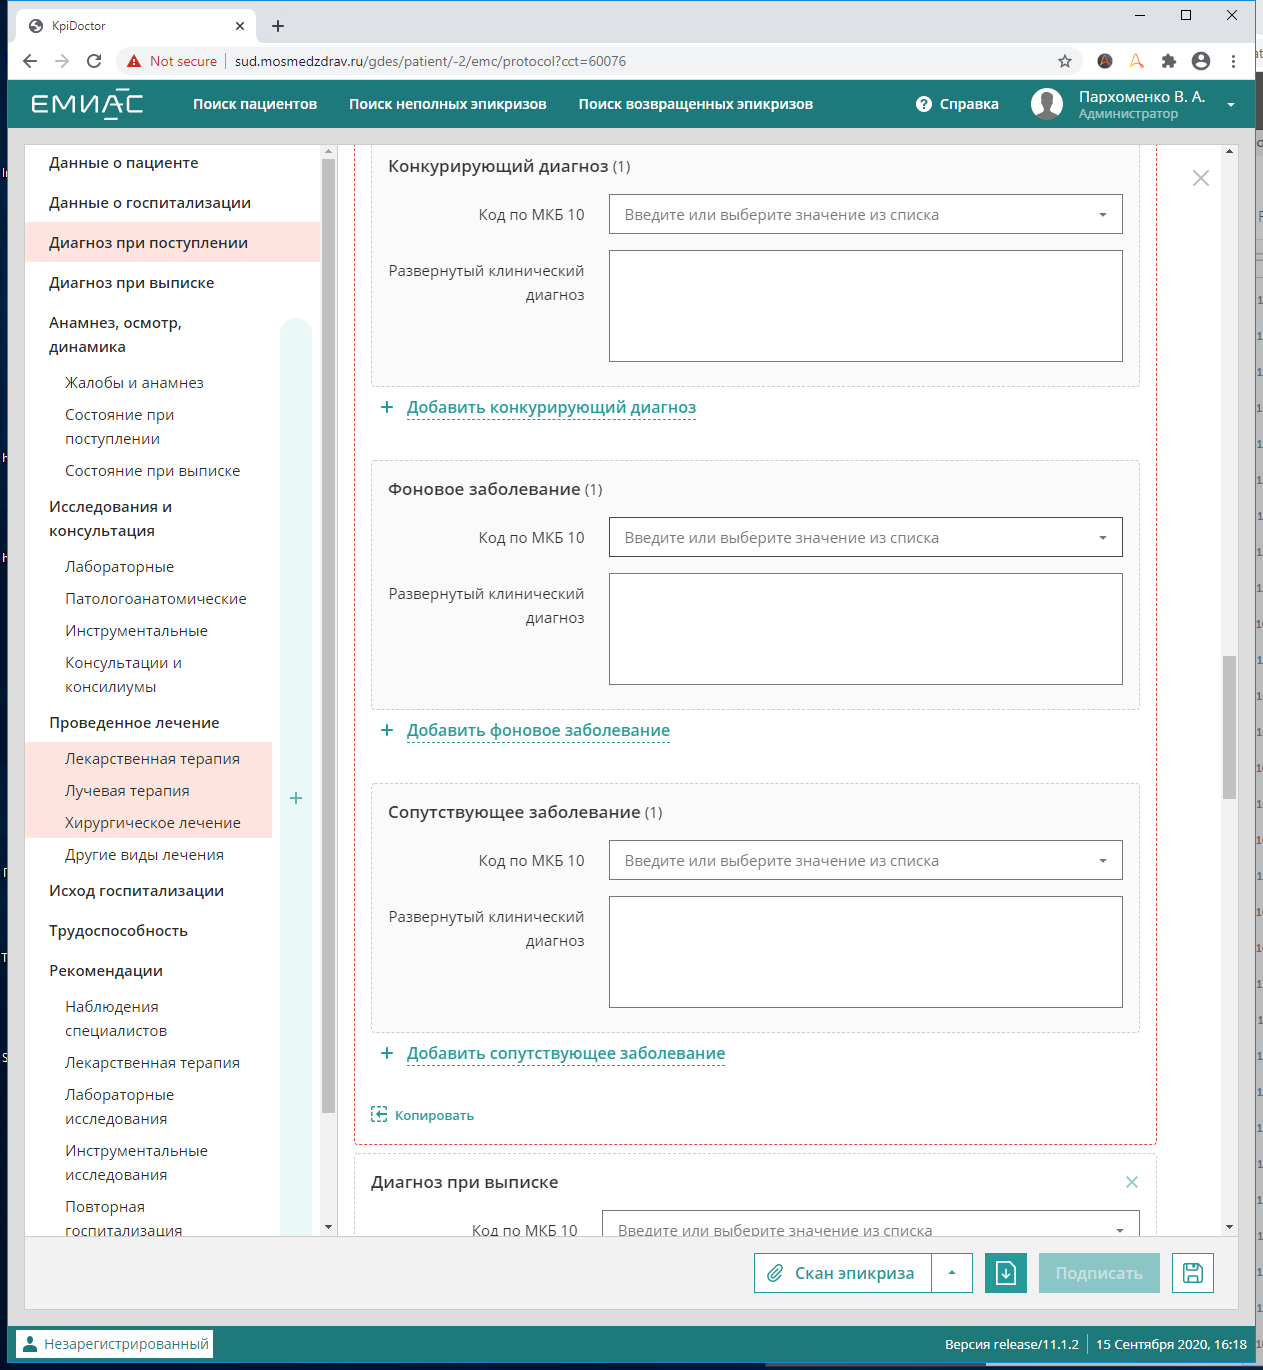 KpiDoctor
Not secure
sud.mosmedzdrav.ru/gdes/patient/-2/emc/protocol?cct=60076
ЕМИАС
Поиск пациентов
Поиск неполных эпикризов
Поиск возвращенных эпикризов
Справка
Пархоменко В. А.
Администратор
Данные о пациенте
Данные о госпитализации
Диагноз при поступлении
Диагноз при выписке
Анамнез, осмотр,
динамика
Жалобы и анамнез
Состояние при
поступлении
Состояние при выписке
Исследования и
консультация
Лабораторные
Патологоанатомические
Инструментальные
Консультации и
консилиумы
Проведенное лечение
Лекарственная терапия
Лучевая терапия
Хирургическое лечение
Другие виды лечения
Исход госпитализации
Трудоспособность
Рекомендации
Наблюдения
специалистов
Лекарственная терапия
Лабораторные
исследования
Инструментальные
исследования
Повторная
госпитализация
Конкурирующий диагноз (1)
Код по МКБ 10
Введите или выберите значение из списка
Развернутый клинический
диагноз
+ Добавить конкурирующий диагноз
Фоновое заболевание (1)
Код по МКБ 10
Введите или выберите значение из списка
Развернутый клинический
диагноз
+ Добавить фоновое заболевание
Сопутствующее заболевание (1)
Код по МКБ 10
Введите или выберите значение из списка
Развернутый клинический
диагноз
+ Добавить сопутствующее заболевание
Копировать
Диагноз при выписке
Код по МКБ 10
Введите или выберите значение из списка
Скан эпикриза
Подписать
Незарегистрированный
Версия release/11.1.2
15 Сентября 2020, 16:18